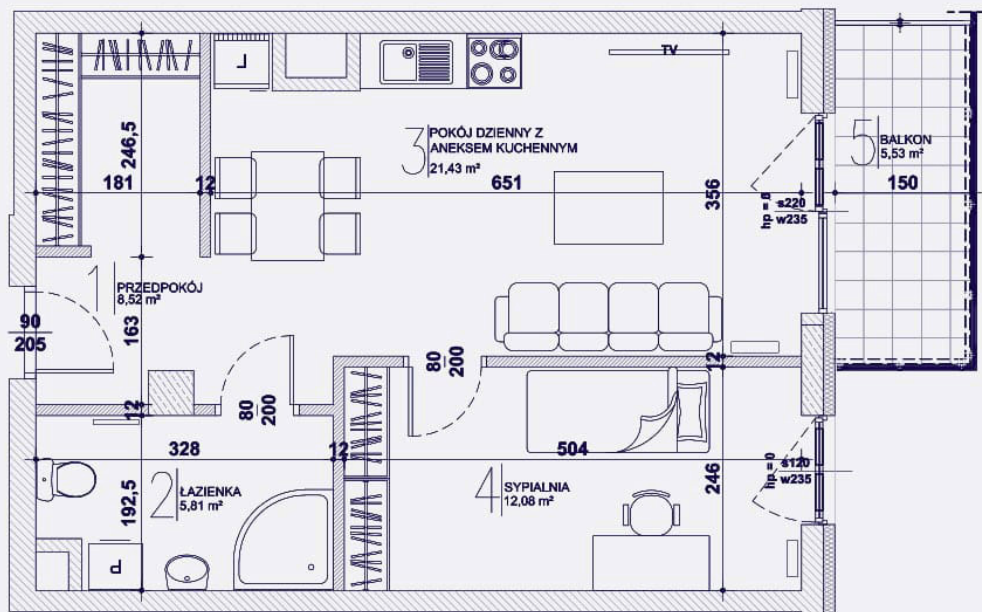 L
TV
3
POKÓJ DZIENNY Z
ANEKSEM KUCHENNYM
21,43 m²
5
BALKON
5,53 m²
246,5
181
12
651
356
150
hp = 0
s220
w235
1
PRZEDPOKÓJ
8,52 m²
163
90
205
80
200
12
80
200
12
328
12
504
2
ŁAZIENKA
5,81 m²
192,5
4
SYPIALNIA
12,08 m²
246
hp = 0
s120
w235
P